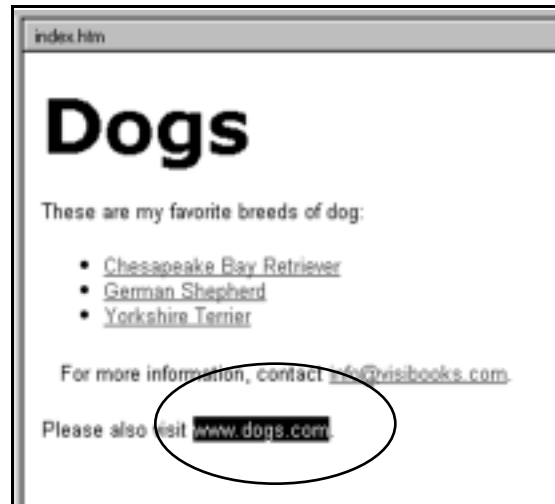 index.htm
Dogs
These are my favorite breeds of dog:
• Chesapeake Bay Retriever
• German Shepherd
• Yorkshire Terrier
For more information, contact info@visibooks.com.
Please also visit www.dogs.com.